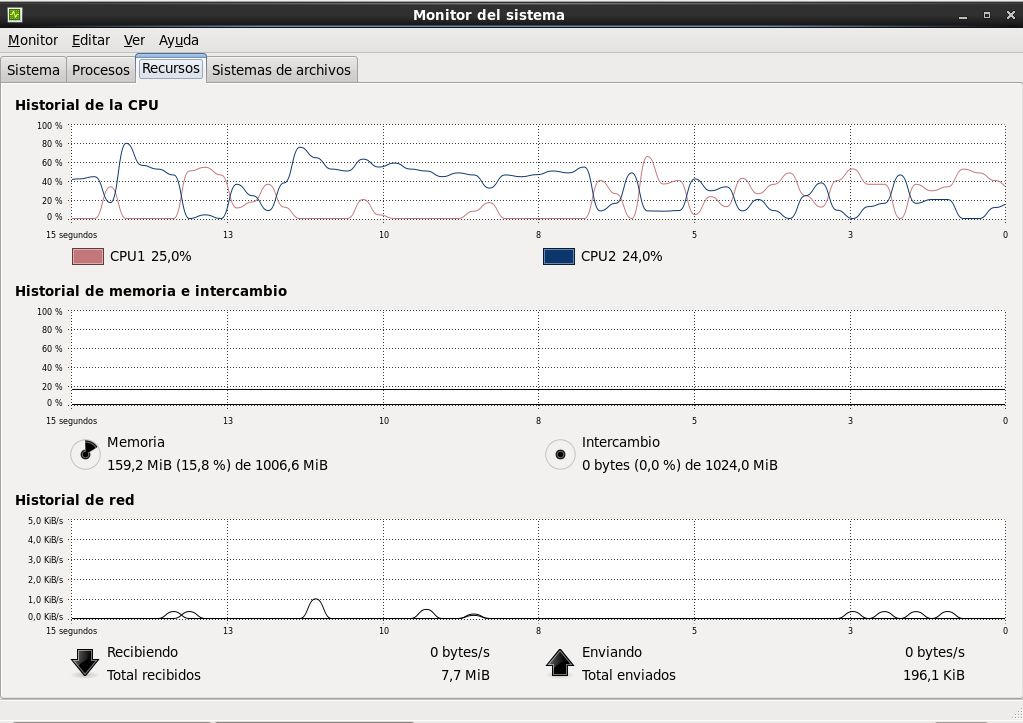 Monitor del sistema
Monitor Editar Ver Ayuda
Sistema Procesos Recursos Sistemas de archivos
Historial de la CPU
100 %
80 %
60 %
40 %
20 %
0 %
15 segundos 13 10 8 5 3 0
CPU1 25,0% CPU2 24,0%
Historial de memoria e intercambio
100 %
80 %
60 %
40 %
20 %
0 %
15 segundos 13 10 8 5 3 0
Memoria Intercambio
159,2 MiB (15,8 %) de 1006,6 MiB 0 bytes (0,0 %) de 1024,0 MiB
Historial de red
5,0 KiB/s
4,0 KiB/s
3,0 KiB/s
2,0 KiB/s
1,0 KiB/s
0,0 KiB/s
15 segundos 13 10 8 5 3 0
Recibiendo 0 bytes/s Enviando 0 bytes/s
Total recibidos 7,7 MiB Total enviados 196,1 KiB